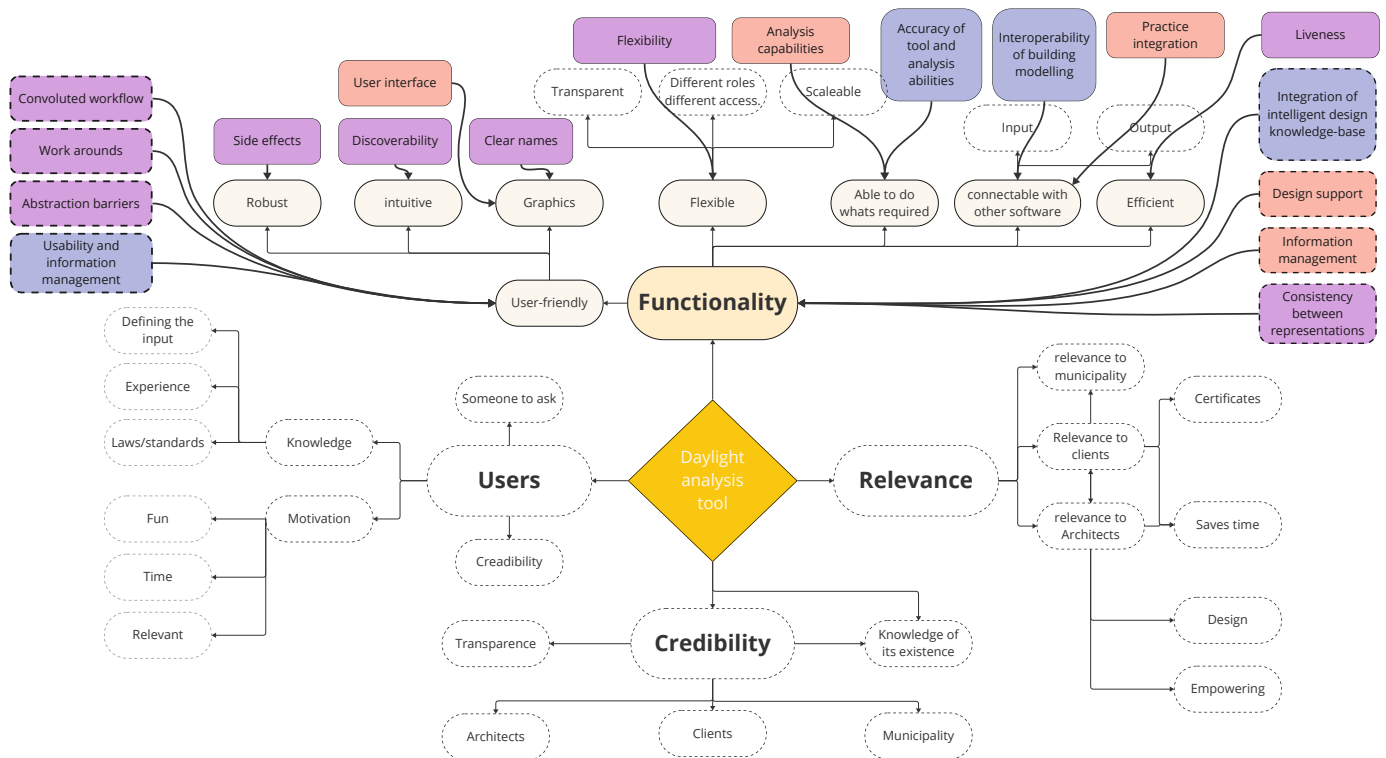 Flexibility
Analysis
capabilities
Accuracy of
tool and
analysis
abilities
Interoperability
of building
modelling
Practice
integration
Liveness
Convoluted workflow
User interface
Transparent
Different roles
different access
Scaleable
Integration of
intelligent design
knowledge-base
Work arounds
Side effects
Discoverability
Clear names
Input
Output
Abstraction barriers
Robust
intuitive
Graphics
Flexible
Able to do
whats required
connectable with
other software
Efficient
Design support
Usability and
information
management
Information
management
User-friendly
Functionality
Consistency
between
representations
Defining the
input
Experience
Someone to ask
relevance to
municipality
Certificates
Laws/standards
Knowledge
Relevance to
clients
Users
Daylight
analysis
tool
Relevance
Fun
Motivation
relevance to
Architects
Saves time
Time
Creadibility
Relevant
Transparence
Credibility
Knowledge of
its existence
Design
Empowering
Architects
Clients
Municipality